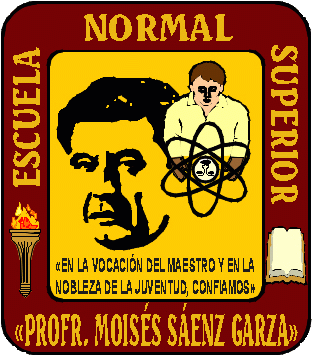 ESCUELA
NORMAL
SUPERIOR
«EN LA VOCACIÓN DEL MAESTRO Y EN LA
NOBLEZA DE LA JUVENTUD, CONFIAMOS»
«PROFR. MOISÉS SÁENZ GARZA»